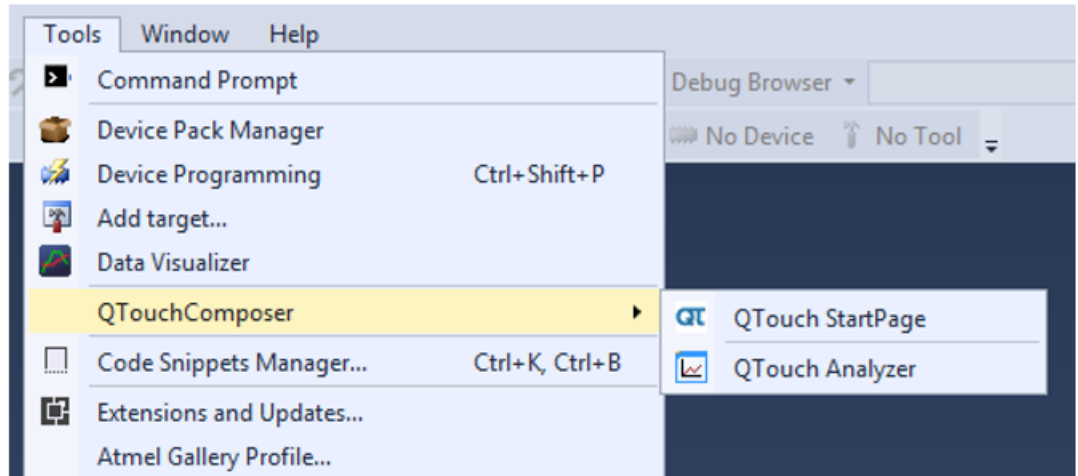 Tools Window Help
Command Prompt
Debug Browser
Device Pack Manager
No Device No Tool
Device Programming Ctrl+Shift+P
Add target...
Data Visualizer
QTouchComposer
QT QTouch StartPage
Code Snippets Manager... Ctrl+K, Ctrl+B
QTouch Analyzer
Extensions and Updates...
Atmel Gallery Profile...